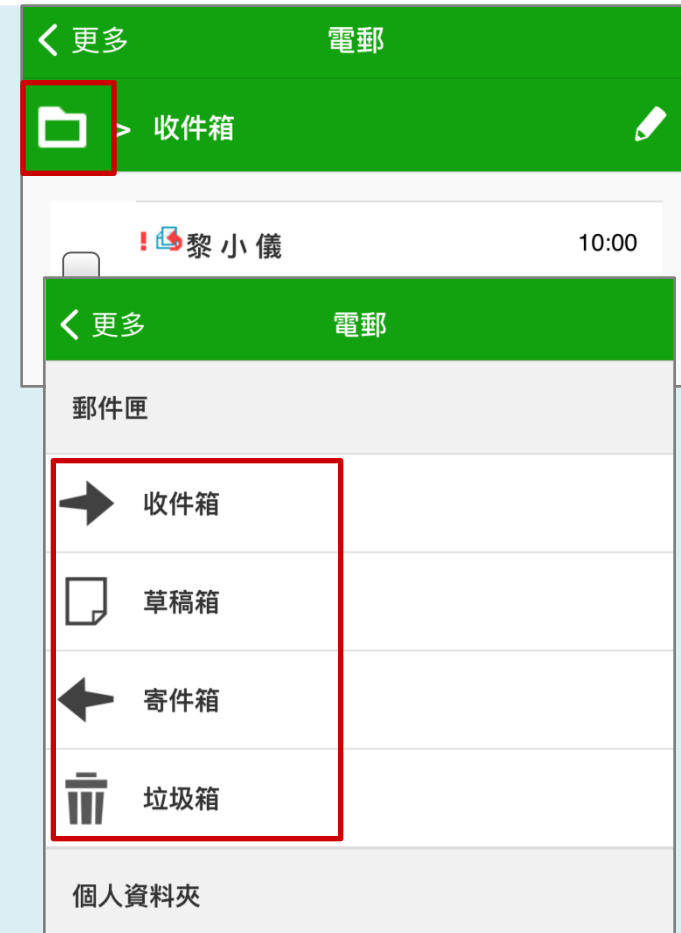 更多 電郵
> 收件箱
! 黎小儀 10:00
更多 電郵
郵件匣
收件箱
草稿箱
寄件箱
垃圾箱
個人資料夾